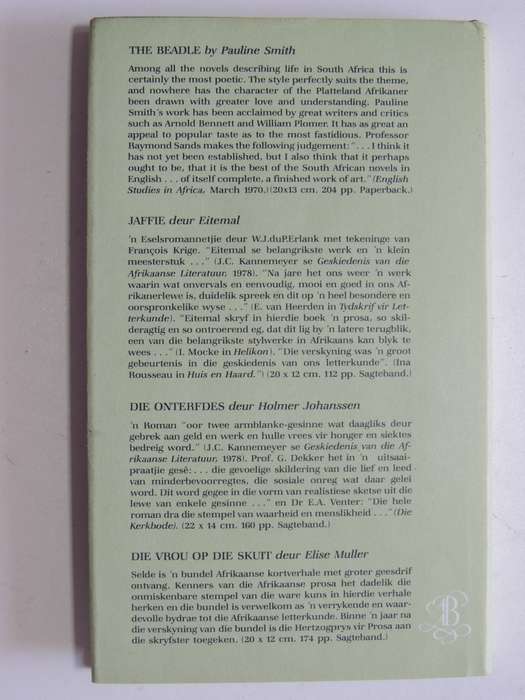 THE BEADLE by Pauline Smith
Among all the novels describing life in South Africa this is
certainly the most poetic. The style perfectly suits the theme,
and nowhere has the character of the Platteland Afrikaner
been drawn with greater love and understanding. Pauline
Smith's work has been acclaimed by great writers and critics
such as Arnold Bennett and William Plomer. It has as great an
appeal to popular taste as to the most fastidious. Professor
Raymond Sands makes the following judgement: “. . . I think it
has not yet been established, but I also think that it perhaps
ought to be, that it is the best of the South African novels in
English . . . of itself complete, a finished work of art.” (English
Studies in Africa, March 1970.) (20x13 cm. 204 pp. Paperback.)
JAFFIE deur Eitemal
'n Eselsromannetjie deur W.J.duP.Erlank met tekeninge van
François Krige. “Eitemal se belangrikste werk en 'n klein
meesterstuk . . .” (J.C. Kannemeyer se Geskiedenis van die
Afrikaanse Literatuur. 1978). “Na jare het ons weer 'n werk
waarin wat onvervals en eenvoudig, mooi en goed in ons Af-
rikanerlewe is, duidelik spreek en dit op 'n heel besondere en
oorspronkelike wyse . . .” (E. van Heerden in Tydskrif vir Let-
terkunde). “Eitemal skryf in hierdie boek 'n prosa, so skil-
deragtig en so ontroerend eg, dat dit lig by 'n latere terugblik,
een van die belangrikste stylwerke in Afrikaans kan blyk te
wees . . .” (I. Mocke in Helikon). “Die verskyning was 'n groot
gebeurtenis in die geskiedenis van ons letterkunde”. (Ina
Rousseau in Huis en Haard.”) (20 x 12 cm. 112 pp. Sagteband.)
DIE ONTERFDES deur Holmer Johanssen
'n Roman “oor twee armblanke-gesinne wat daagliks deur
gebrek aan geld en werk en hulle vrees vir honger en siektes
bedreig word.” (J.C. Kannemeyer se Geskiedenis van die Af-
rikaanse Literatuur. 1978). Prof. G. Dekker het in 'n uitsaai-
praatjie gesê: . . . die gevoelige skildering van die lief en leed
van minderbevoorregtes, die sosiale onreg wat daar gelei
word. Dit word gegee in die vorm van realistiese sketse uit die
lewe van enkele gesinne . . .” en Dr E.A. Venter: “Die hele
roman dra die stempel van waarheid en menslikheid . . .” (Die
Kerkbode). (22 x 14 cm. 160 pp. Sagteband.)
DIE VROU OP DIE SKUIT deur Elise Muller
Selde is 'n bundel Afrikaanse kortverhale met groter geesdrif
ontvang. Kenners van die Afrikaanse prosa het dadelik die
onmiskenbare stempel van die ware kuns in hierdie verhale
herken en die bundel is verwelkom as 'n verrykende en waar-
devolle bydrae tot die Afrikaanse letterkunde. Binne 'n jaar na
die verskyning van die bundel is die Hertzogprys vir Prosa aan
die skryfster toegeken. (20 x 12 cm. 174 pp. Sagteband.)
B